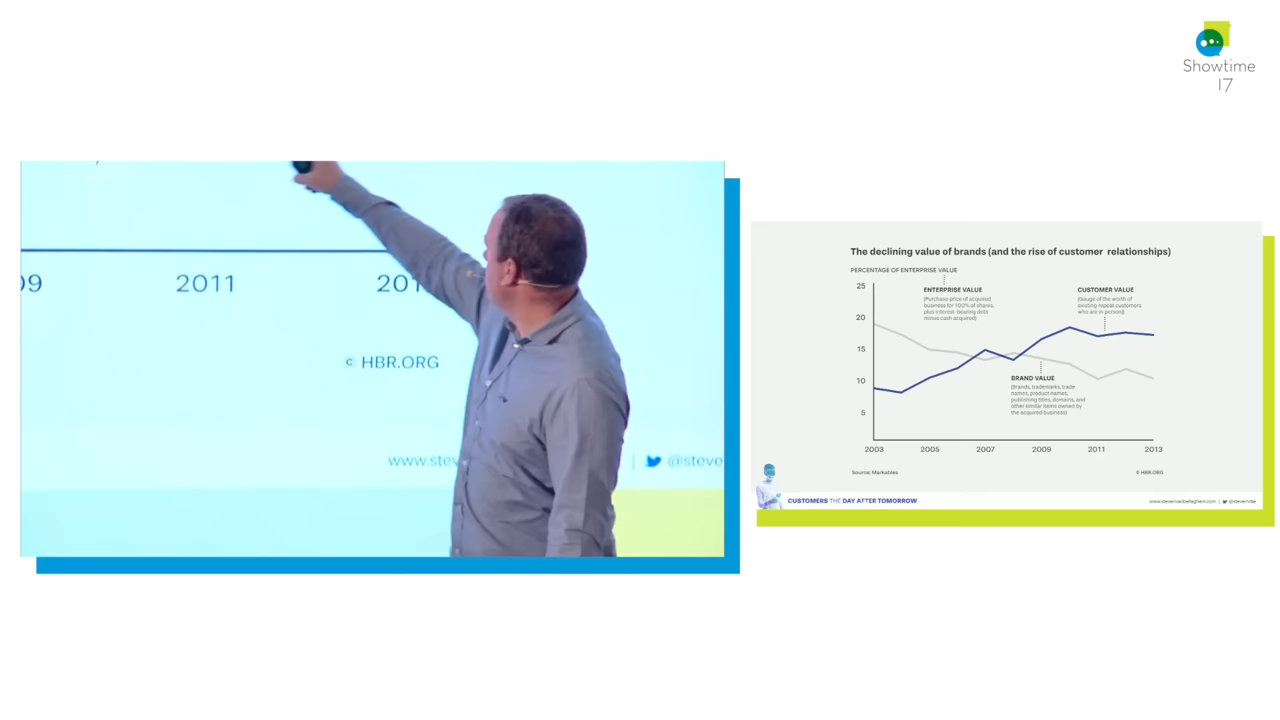 Showtime
17
09
2011
201
© HBR.ORG
www.stev
| @steve
The declining value of brands (and the rise of customer relationships)
PERCENTAGE OF ENTERPRISE VALUE
25
20
15
10
5
ENTERPRISE VALUE
(Purchase price of acquired
business for 100% of shares,
plus interest-bearing debt
minus cash acquired)
CUSTOMER VALUE
(Gauge of the worth of
existing repeat customers
who are in person)
BRAND VALUE
(Brands, trademarks, trade
names, product names,
publishing titles, domains, and
other similar items owned by
the acquired business)
2003 2005 2007 2009 2011 2013
Source: Markables
© HBR.ORG
CUSTOMERS THE DAY AFTER TOMORROW
www.stevenvanbelleghem.com | @stevenvbe